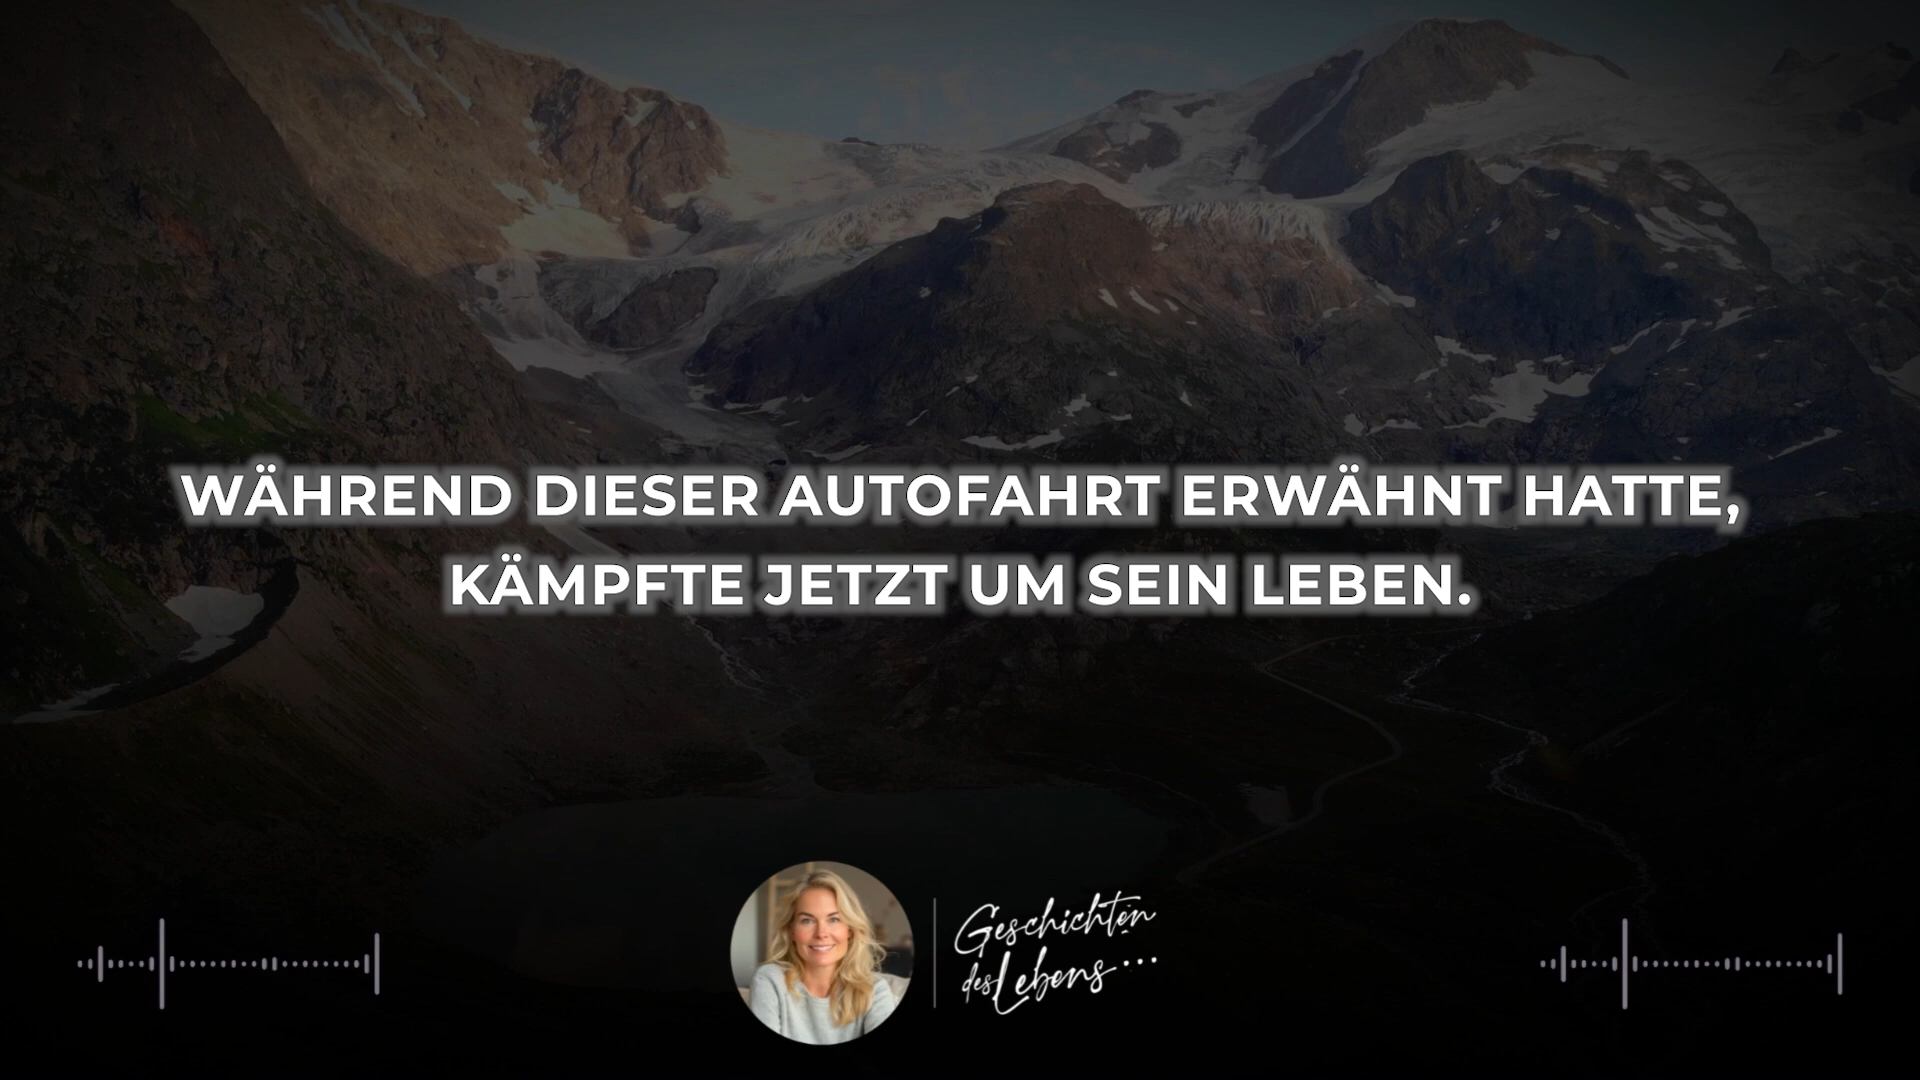 WÄHREND DIESER AUTOFAHRT ERWÄHNT HATTE,
KÄMPFTE JETZT UM SEIN LEBEN.
Geschichten
des Lebens...